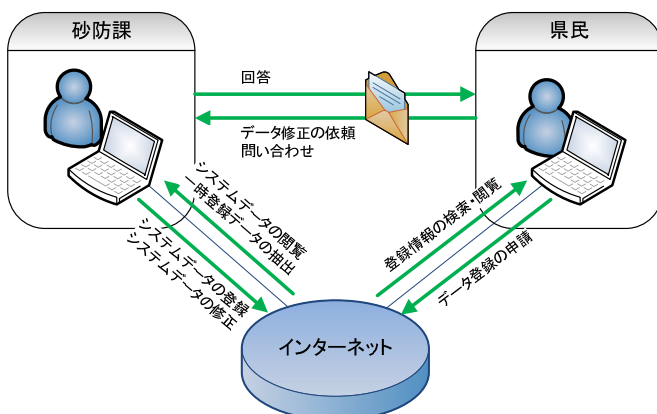 砂防課
県民
回答
データ修正の依頼
問い合わせ
システムデータの閲覧
一時登録データの抽出
システムデータの登録
システムデータの修正
登録情報の検索・閲覧
データ登録の申請
インターネット